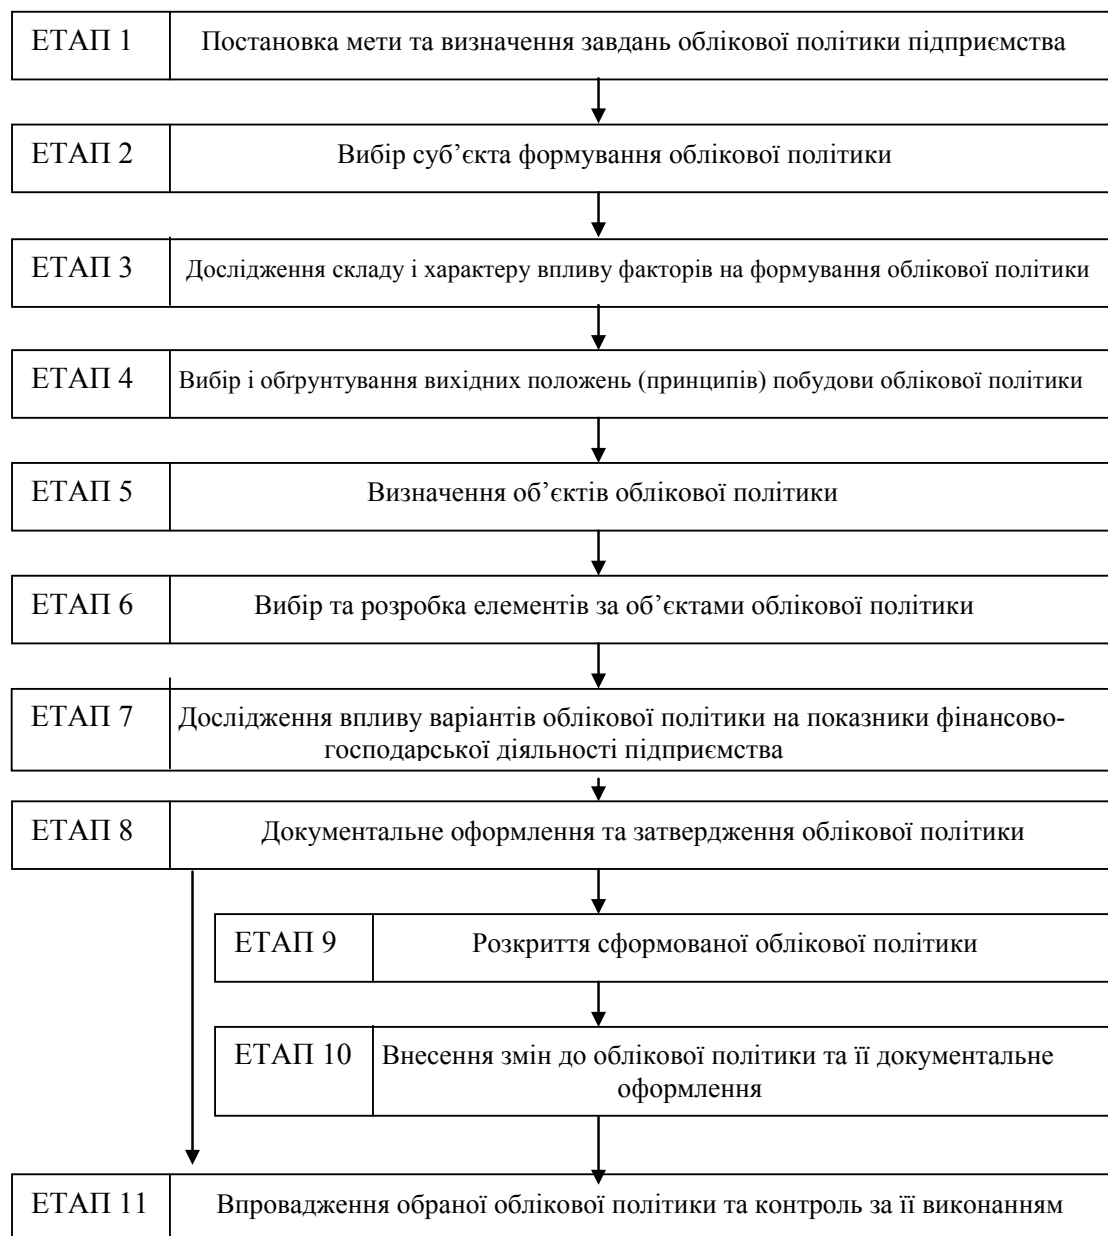 ЕТАП 1 Постановка мети та визначення завдань облікової політики підприємства
ЕТАП 2 Вибір суб’єкта формування облікової політики
ЕТАП 3 Дослідження складу і характеру впливу факторів на формування облікової політики
ЕТАП 4 Вибір і обґрунтування вихідних положень (принципів) побудови облікової політики
ЕТАП 5 Визначення об’єктів облікової політики
ЕТАП 6 Вибір та розробка елементів за об’єктами облікової політики
ЕТАП 7 Дослідження впливу варіантів облікової політики на показники фінансово-
господарської діяльності підприємства
ЕТАП 8 Документальне оформлення та затвердження облікової політики
ЕТАП 9 Розкриття сформованої облікової політики
ЕТАП 10 Внесення змін до облікової політики та її документальне
оформлення
ЕТАП 11 Впровадження обраної облікової політики та контроль за її виконанням